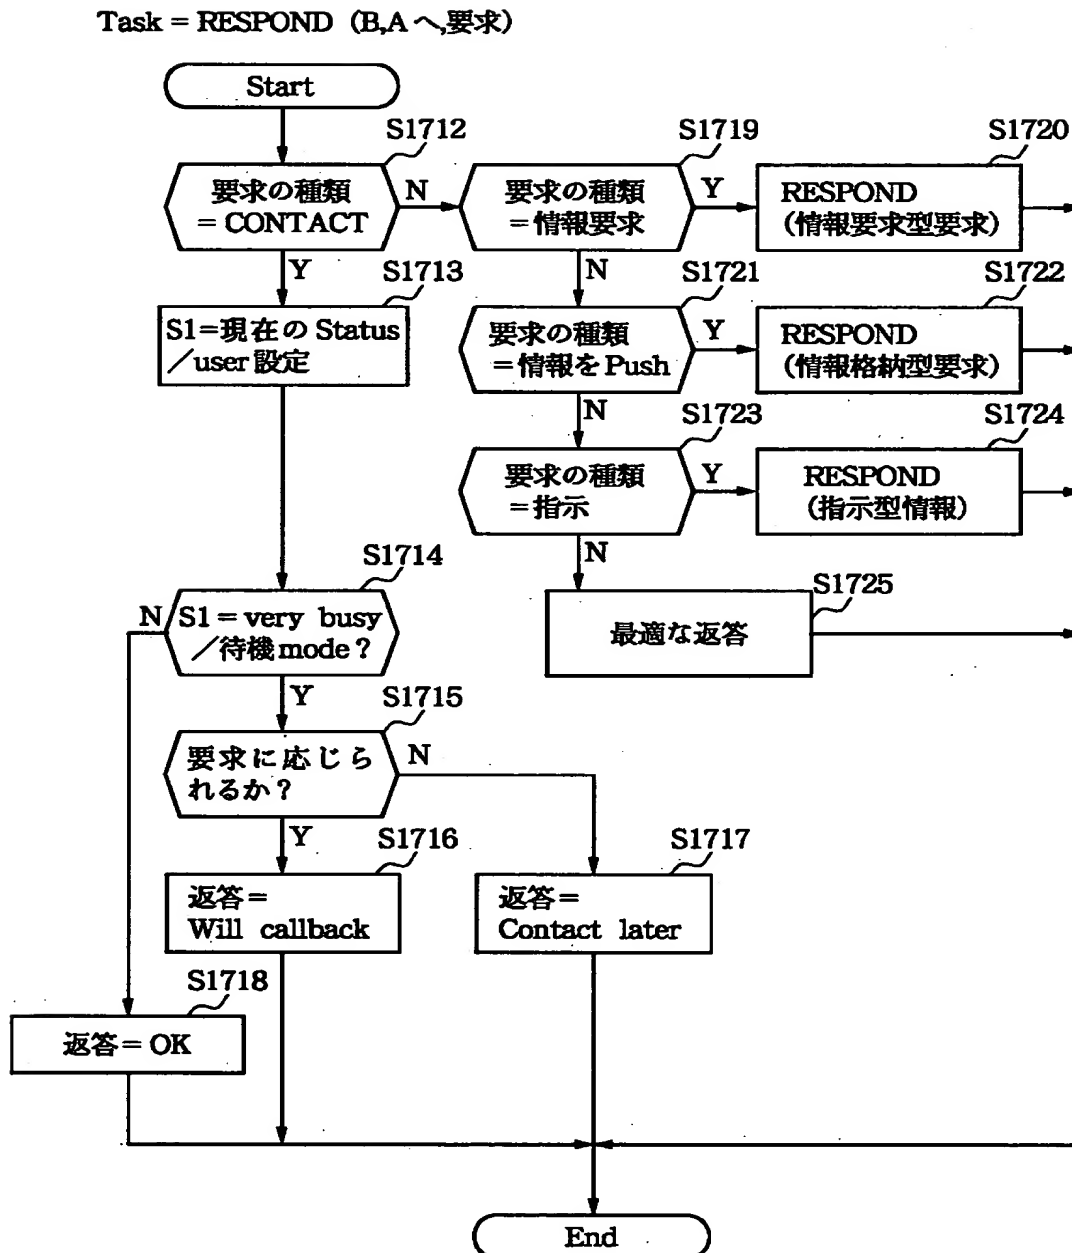 Task = RESPOND (B,Aへ,要求)
Start
S1712
要求の種類
= CONTACT
N
Y
S1719
要求の種類
=情報要求
Y
N
S1720
RESPOND
(情報要求型要求)
S1713
S1=現在の Status
/user 設定
S1721
要求の種類
=情報を Push
Y
N
S1722
RESPOND
(情報格納型要求)
S1723
要求の種類
=指示
Y
N
S1724
RESPOND
(指示型情報)
S1714
N
S1 = very busy
/待機 mode?
Y
S1725
最適な返答
S1715
要求に応じら
れるか?
N
Y
S1716
返答=
Will callback
S1717
返答=
Contact later
S1718
返答= OK
End